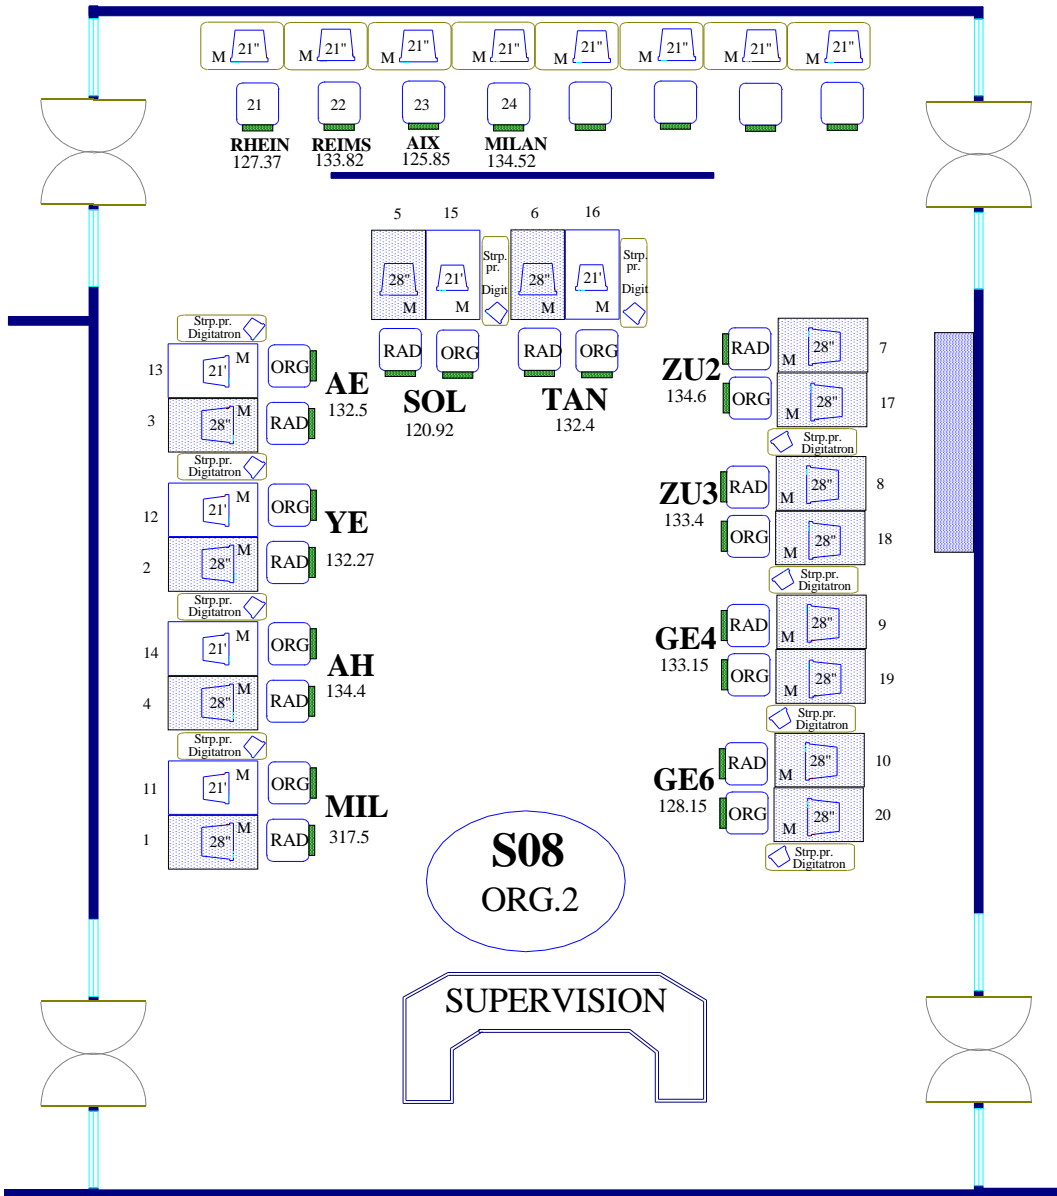 M 21" M 21" M 21" M 21" M 21" M 21" M 21" M 21"
21 22 23 24
RHEIN REIMS AIX MILAN
127.37 133.82 125.85 134.52
5 15 6 16
28" M 21' M
Strp.
pr.
Digit
28" M 21' M
Strp.
pr.
Digit
RAD ORG RAD ORG
SOL TAN
120.92 132.4
Strp.pr.
Digitatron
13 21' M ORG
AE
132.5
3 28" M RAD
Strp.pr.
Digitatron
12 21' M ORG
YE
132.27
2 28" M RAD
Strp.pr.
Digitatron
14 21' M ORG
AH
134.4
4 28" M RAD
Strp.pr.
Digitatron
11 21' M ORG
MIL
317.5
1 28" M RAD
ZU2
134.6
RAD M 28" 7
ORG M 28" 17
Strp.pr.
Digitatron
ZU3
133.4
RAD M 28" 8
ORG M 28" 18
Strp.pr.
Digitatron
GE4
133.15
RAD M 28" 9
ORG M 28" 19
Strp.pr.
Digitatron
GE6
128.15
RAD M 28" 10
ORG M 28" 20
Strp.pr.
Digitatron
S08
ORG.2
SUPERVISION